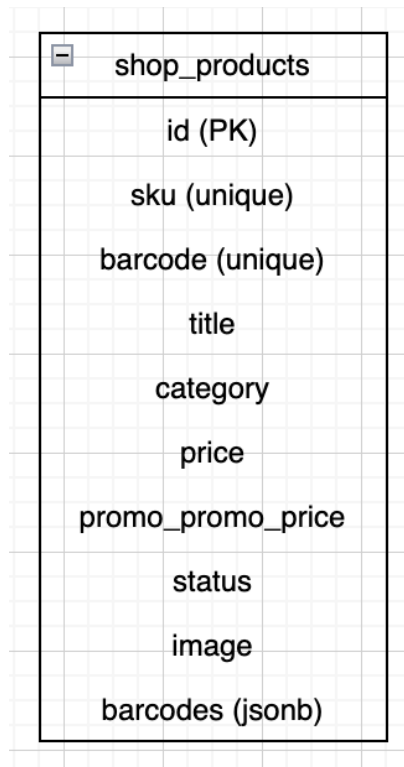 shop_products
id (PK)
sku (unique)
barcode (unique)
title
category
price
promo_promo_price
status
image
barcodes (jsonb)